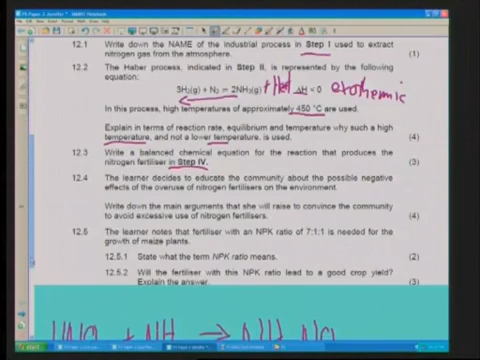 12.1 Write down the NAME of the industrial process in Step I used to extract
nitrogen gas from the atmosphere. (1)
12.2 The Haber process, indicated in Step II, is represented by the following
equation:
3H₂(g) + N₂ ⇌ 2NH₃(g) + Heat ΔH < 0 exothermic
In this process, high temperatures of approximately 450 °C are used.
Explain in terms of reaction rate, equilibrium and temperature why such a high
temperature, and not a lower temperature, is used. (4)
12.3 Write a balanced chemical equation for the reaction that produces the
nitrogen fertiliser in Step IV. (3)
12.4 The learner decides to educate the community about the possible negative
effects of the overuse of nitrogen fertilisers on the environment.
Write down the main arguments that she will raise to convince the community
to avoid excessive use of nitrogen fertilisers. (4)
12.5 The learner notes that fertiliser with an NPK ratio of 7:1:1 is needed for the
growth of maize plants.
12.5.1 State what the term NPK ratio means. (2)
12.5.2 Will the fertiliser with this NPK ratio lead to a good crop yield?
Explain the answer. (3)